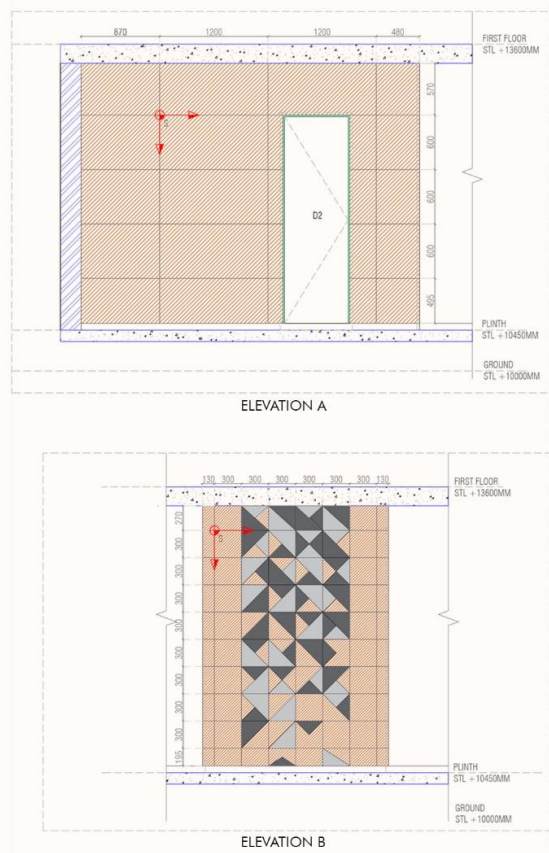 870 1200 1200 480
FIRST FLOOR
STL +13600MM
570
S
600
600
D2
600
495
PLINTH
STL +10450MM
GROUND
STL +10000MM
ELEVATION A
130 300 300 300 300 300 300 130
FIRST FLOOR
STL +13600MM
270
S
300
300
300
300
300
300
300
300
195
PLINTH
STL +10450MM
GROUND
STL +10000MM
ELEVATION B